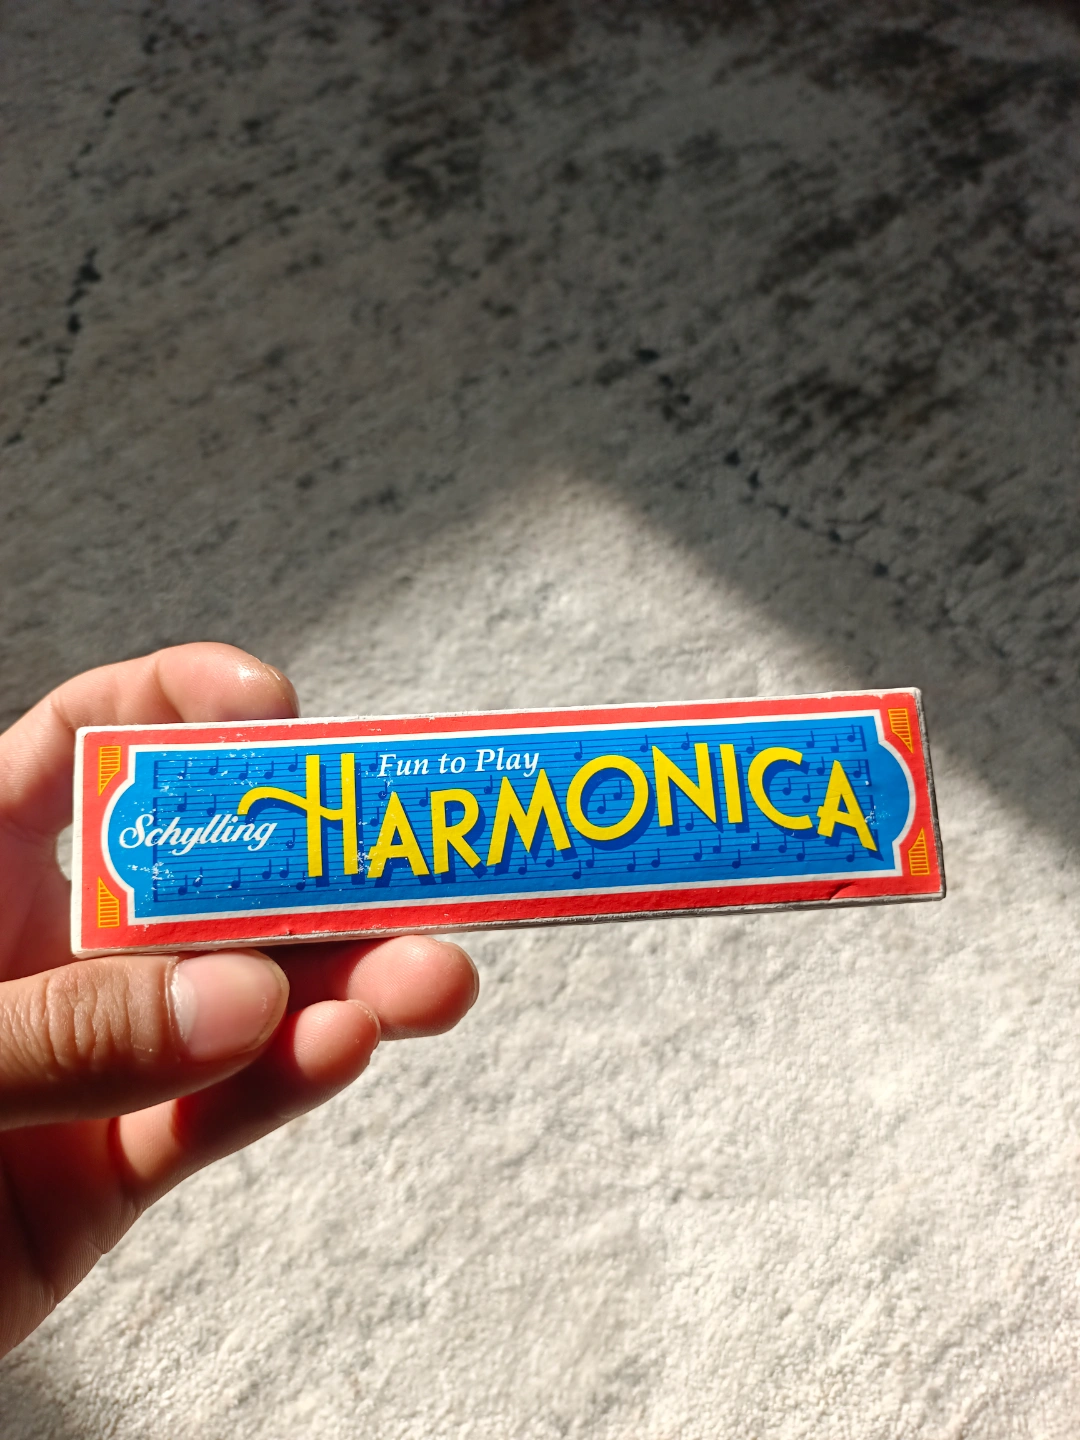 Fun to Play
Schylling
HARMONICA